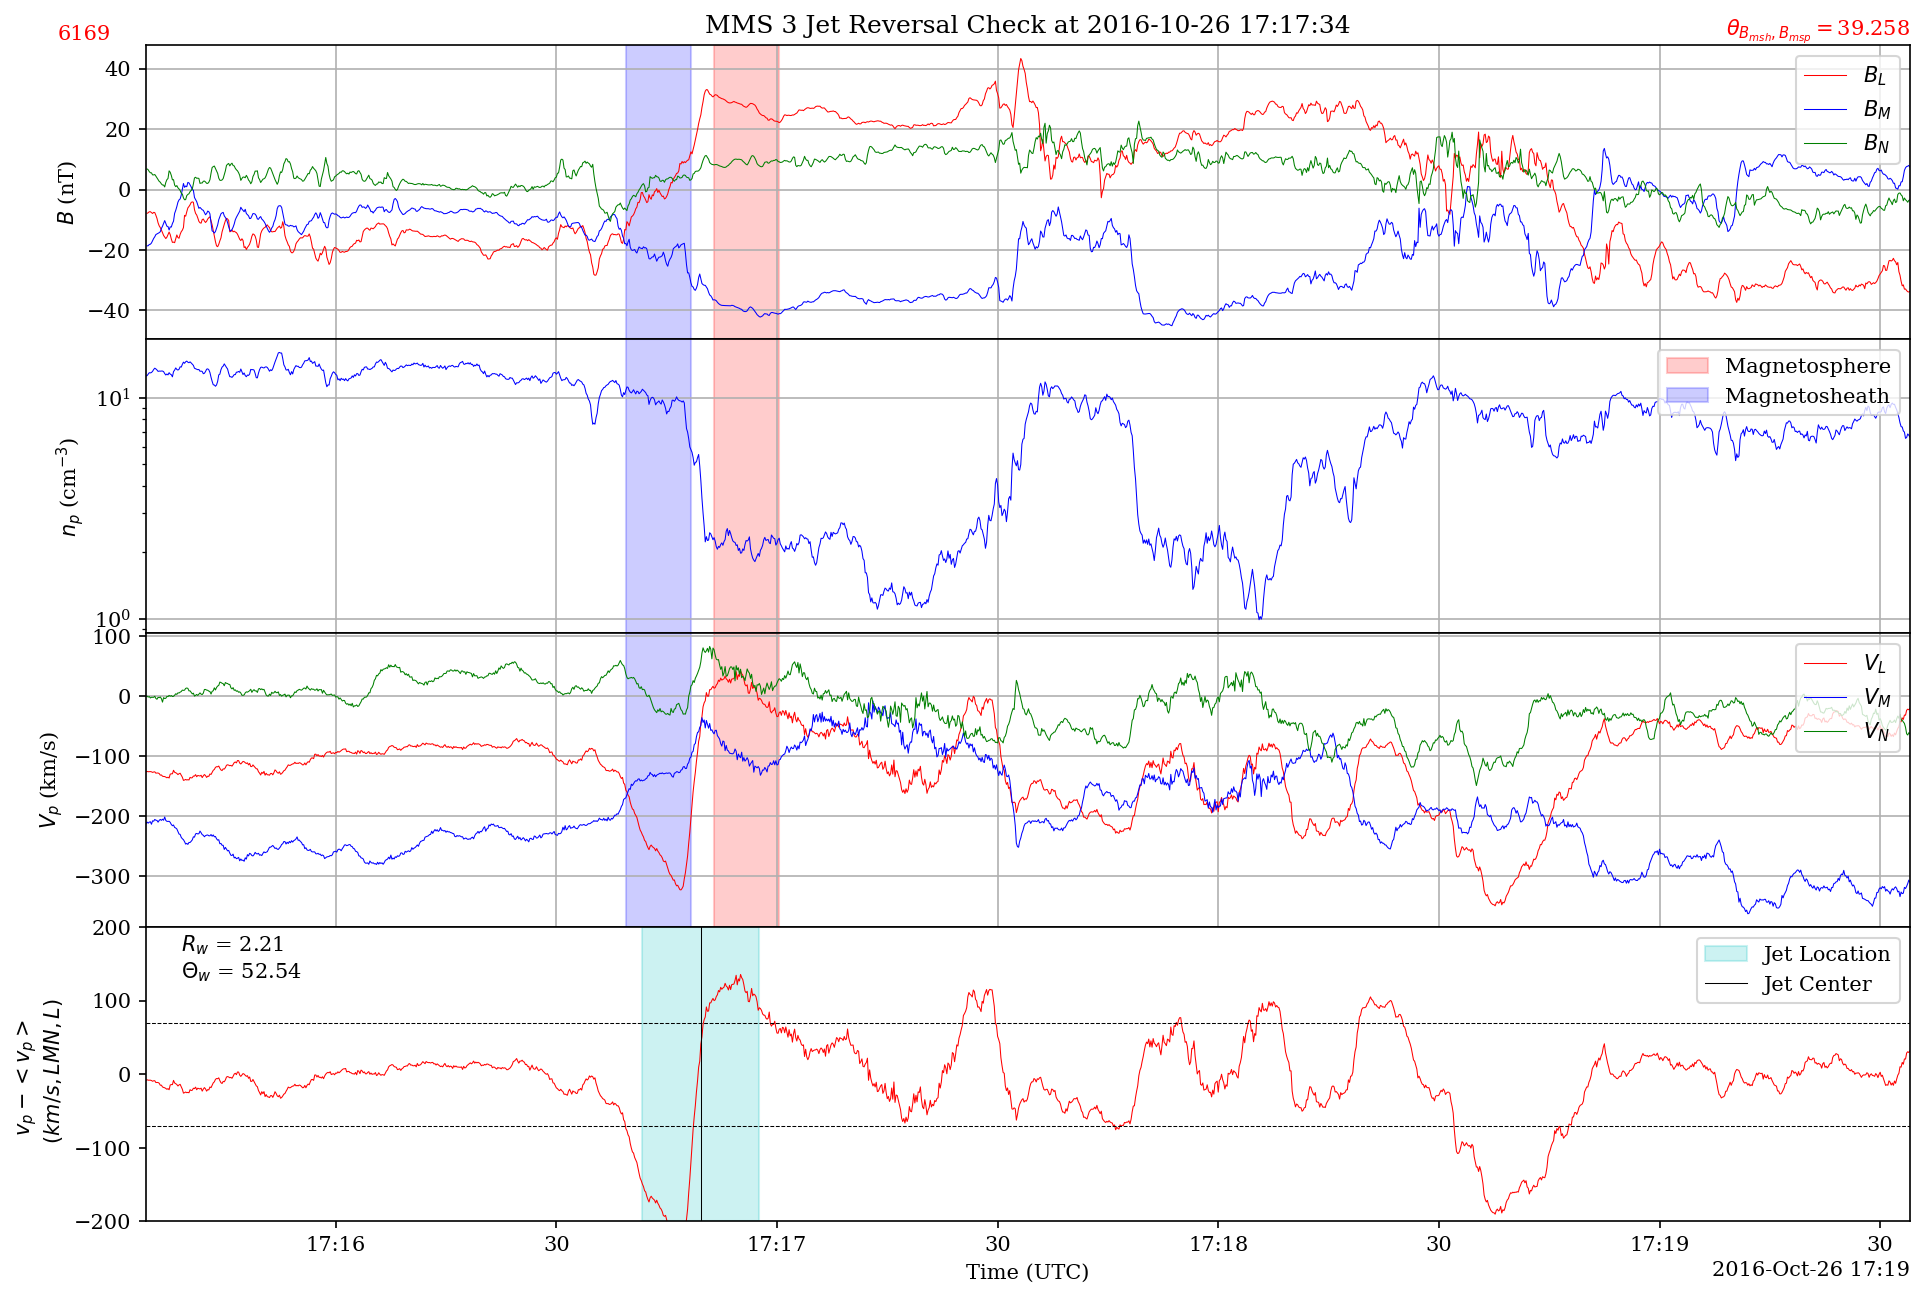 6169
MMS 3 Jet Reversal Check at 2016-10-26 17:17:34
θ_{B_{msh}, B_{msp}} = 39.258
B (nT)
40
20
0
−20
−40
B_L
B_M
B_N
n_p (cm^{−3})
10^1
10^0
Magnetosphere
Magnetosheath
V_p (km/s)
100
0
−100
−200
−300
V_L
V_M
V_N
v_p − < v_p >
(km/s, LMN, L)
200
100
0
−100
−200
R_w = 2.21
Θ_w = 52.54
Jet Location
Jet Center
17:16
30
17:17
30
17:18
30
17:19
30
Time (UTC)
2016-Oct-26 17:19